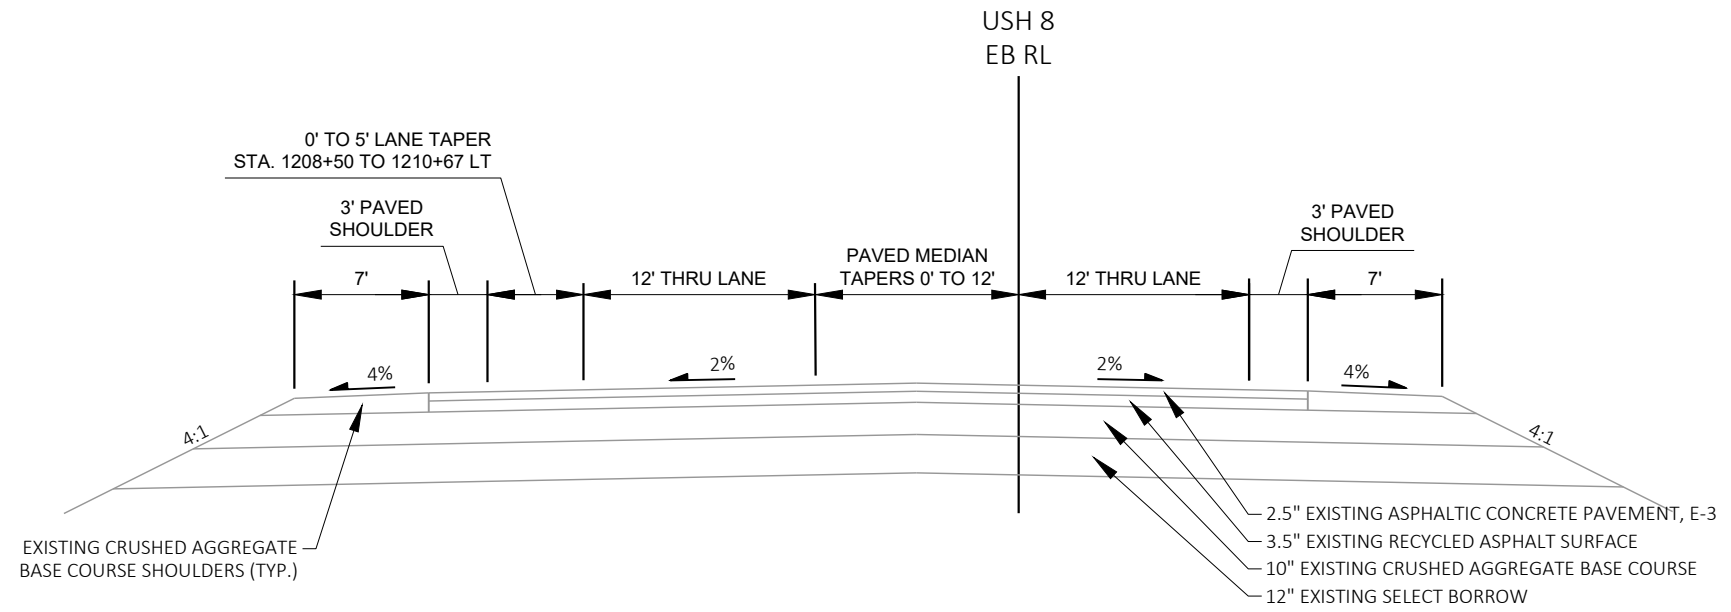 USH 8
EB RL
0' TO 5' LANE TAPER
STA. 1208+50 TO 1210+67 LT
3' PAVED
SHOULDER
3' PAVED
SHOULDER
PAVED MEDIAN
TAPERS 0' TO 12'
7'
12' THRU LANE
12' THRU LANE
7'
4%
2%
2%
4%
4:1
4:1
EXISTING CRUSHED AGGREGATE
BASE COURSE SHOULDERS (TYP.)
2.5" EXISTING ASPHALTIC CONCRETE PAVEMENT, E-3
3.5" EXISTING RECYCLED ASPHALT SURFACE
10" EXISTING CRUSHED AGGREGATE BASE COURSE
12" EXISTING SELECT BORROW